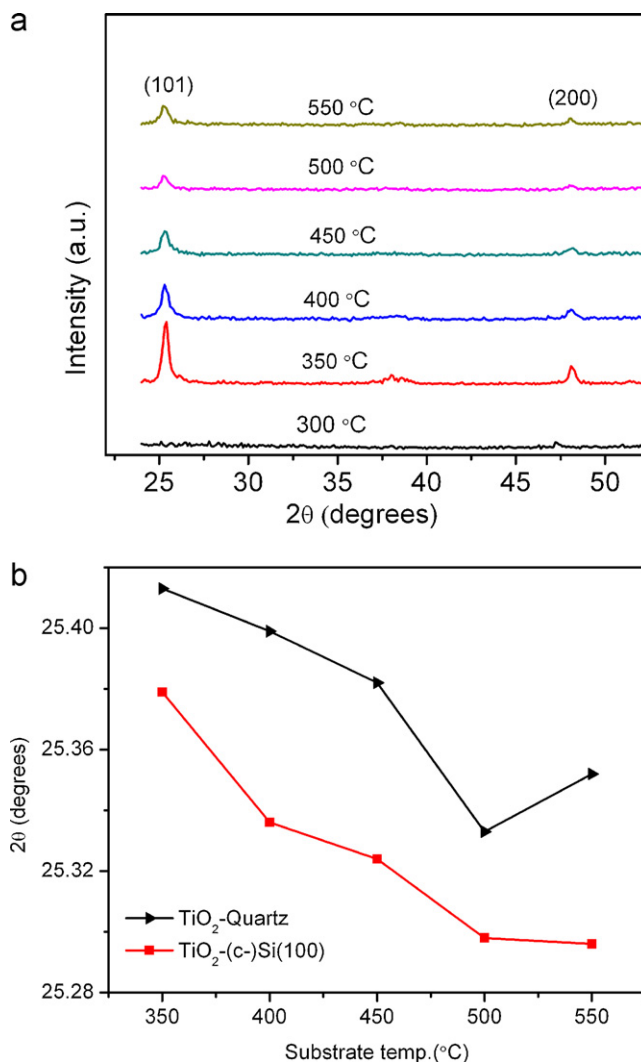 a
(101)
550 °C
(200)
500 °C
450 °C
400 °C
350 °C
300 °C
Intensity (a.u.)
25 30 35 40 45 50
2θ (degrees)
b
25.40
25.36
25.32
25.28
2θ (degrees)
TiO₂-Quartz
TiO₂-(c-)Si(100)
350 400 450 500 550
Substrate temp.(°C)